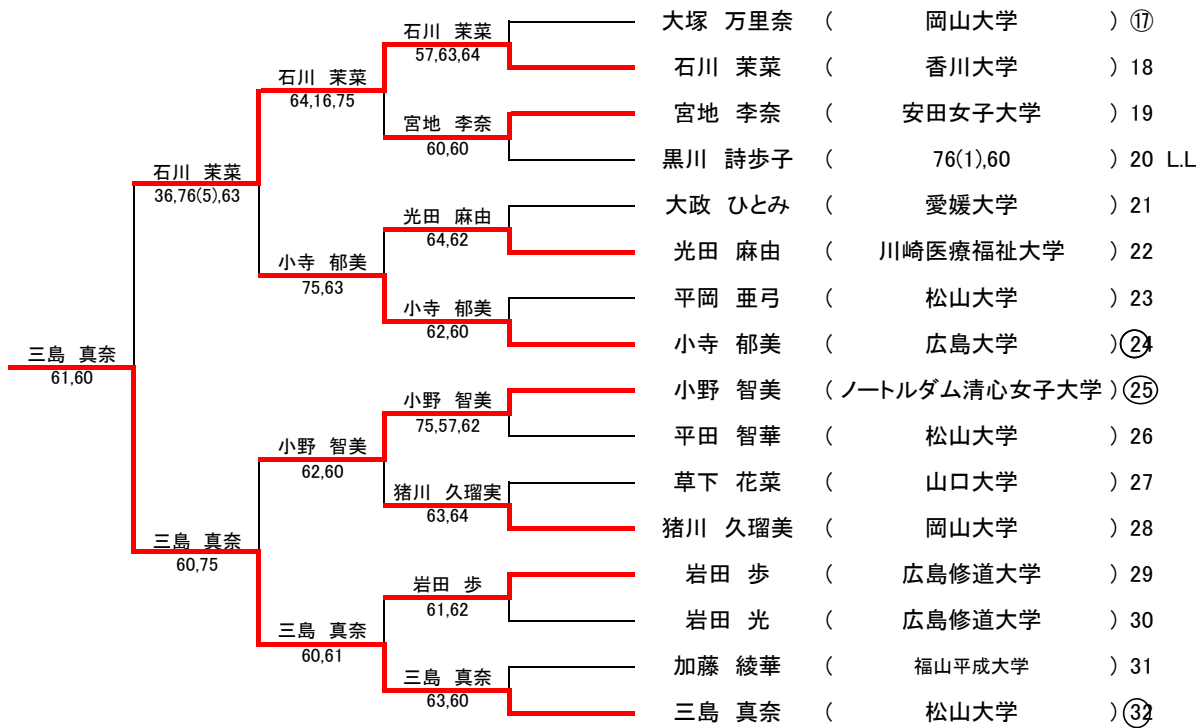 大塚 万里奈 ( 岡山大学 ) ⑰
石川 茉菜 ( 香川大学 ) 18
宮地 李奈 ( 安田女子大学 ) 19
黒川 詩歩子 ( 76(1),60 ) 20 L.L
大政 ひとみ ( 愛媛大学 ) 21
光田 麻由 ( 川崎医療福祉大学 ) 22
平岡 亜弓 ( 松山大学 ) 23
小寺 郁美 ( 広島大学 ) 24
小野 智美 ( ノートルダム清心女子大学 ) 25
平田 智華 ( 松山大学 ) 26
草下 花菜 ( 山口大学 ) 27
猪川 久瑠美 ( 岡山大学 ) 28
岩田 歩 ( 広島修道大学 ) 29
岩田 光 ( 広島修道大学 ) 30
加藤 綾華 ( 福山平成大学 ) 31
三島 真奈 ( 松山大学 ) 32
石川 茉菜
57,63,64
宮地 李奈
60,60
光田 麻由
64,62
小寺 郁美
62,60
小野 智美
75,57,62
猪川 久瑠実
63,64
岩田 歩
61,62
三島 真奈
63,60
石川 茉菜
64,16,75
小寺 郁美
75,63
小野 智美
62,60
三島 真奈
60,61
石川 茉菜
36,76(5),63
三島 真奈
60,75
三島 真奈
61,60